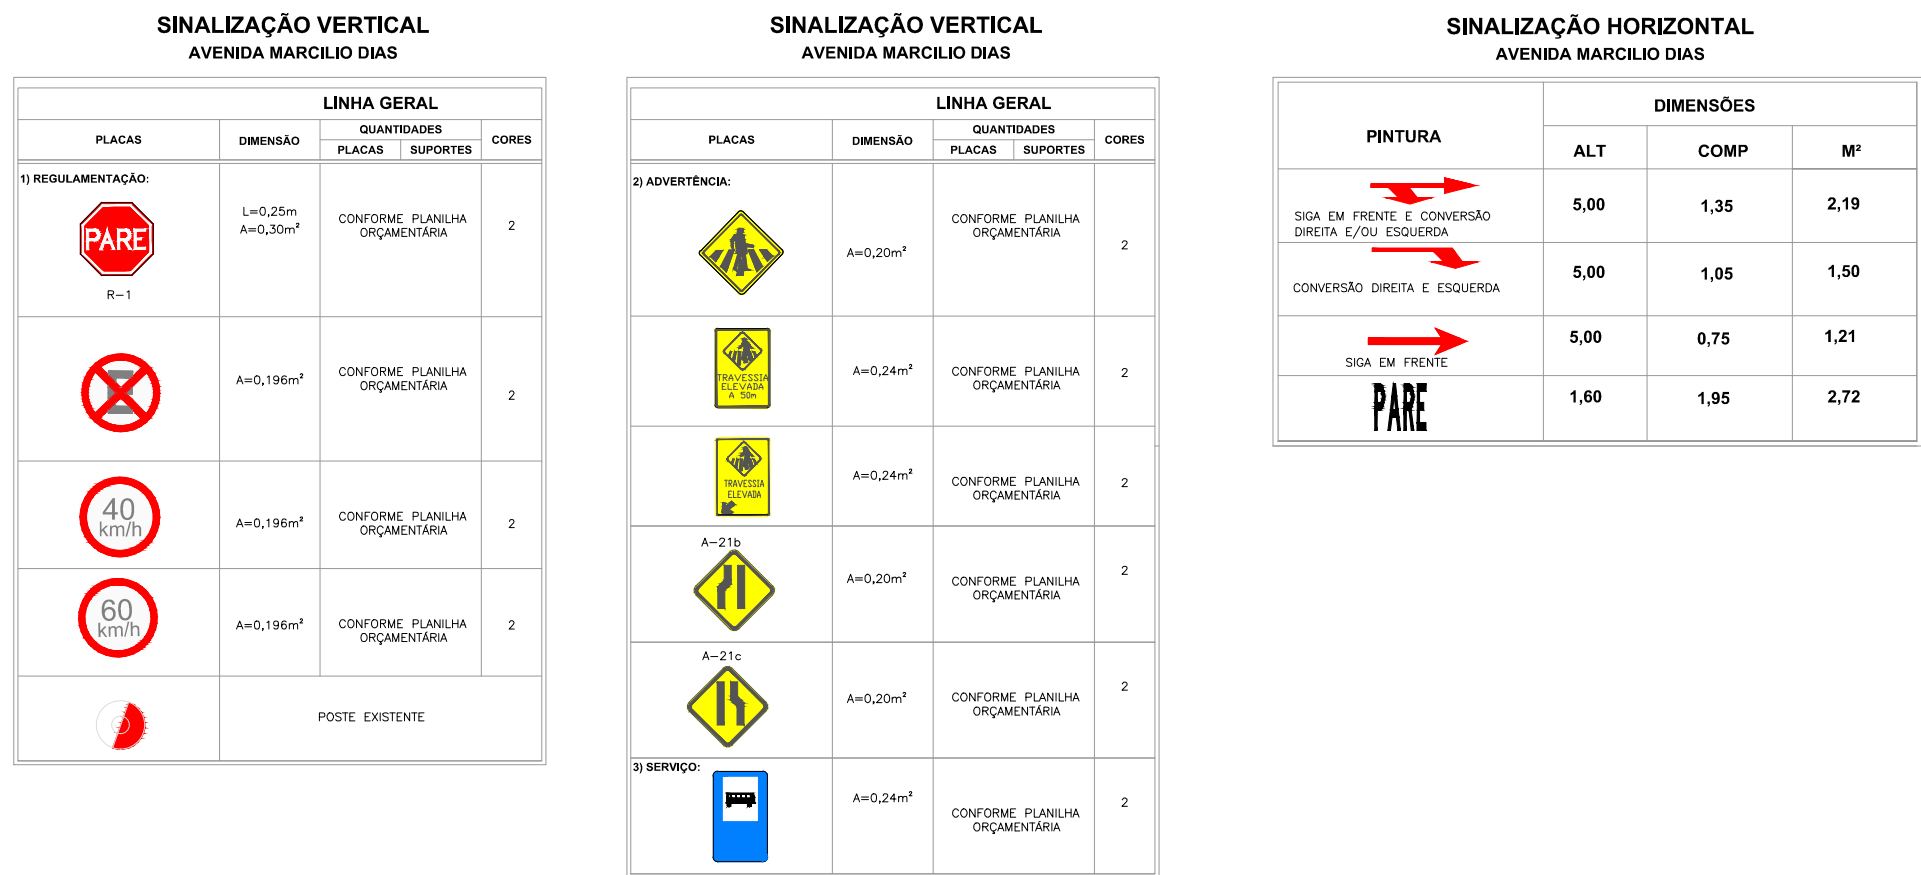 SINALIZAÇÃO VERTICAL
AVENIDA MARCILIO DIAS
LINHA GERAL
PLACAS
DIMENSÃO
QUANTIDADES
PLACAS
SUPORTES
CORES
1) REGULAMENTAÇÃO:
PARE
R-1
L=0,25m
A=0,30m²
CONFORME PLANILHA
ORÇAMENTÁRIA
2
E
A=0,196m²
CONFORME PLANILHA
ORÇAMENTÁRIA
2
40
km/h
A=0,196m²
CONFORME PLANILHA
ORÇAMENTÁRIA
2
60
km/h
A=0,196m²
CONFORME PLANILHA
ORÇAMENTÁRIA
2
POSTE EXISTENTE
SINALIZAÇÃO VERTICAL
AVENIDA MARCILIO DIAS
LINHA GERAL
PLACAS
DIMENSÃO
QUANTIDADES
PLACAS
SUPORTES
CORES
2) ADVERTÊNCIA:
A=0,20m²
CONFORME PLANILHA
ORÇAMENTÁRIA
2
TRAVESSIA
ELEVADA
A 50m
A=0,24m²
CONFORME PLANILHA
ORÇAMENTÁRIA
2
TRAVESSIA
ELEVADA
A=0,24m²
CONFORME PLANILHA
ORÇAMENTÁRIA
2
A-21b
A=0,20m²
CONFORME PLANILHA
ORÇAMENTÁRIA
2
A-21c
A=0,20m²
CONFORME PLANILHA
ORÇAMENTÁRIA
2
3) SERVIÇO:
A=0,24m²
CONFORME PLANILHA
ORÇAMENTÁRIA
2
SINALIZAÇÃO HORIZONTAL
AVENIDA MARCILIO DIAS
PINTURA
DIMENSÕES
ALT
COMP
M²
SIGA EM FRENTE E CONVERSÃO
DIREITA E/OU ESQUERDA
5,00
1,35
2,19
CONVERSÃO DIREITA E ESQUERDA
5,00
1,05
1,50
SIGA EM FRENTE
5,00
0,75
1,21
PARE
1,60
1,95
2,72